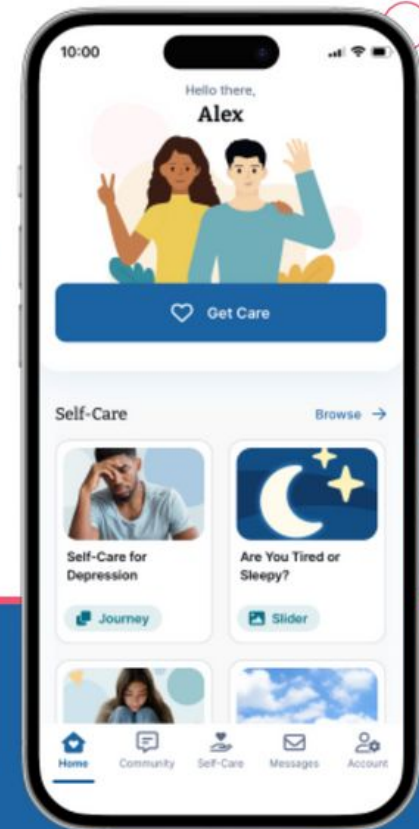 10:00
Hello there,
Alex
Get Care
Self-Care
Browse →
Self-Care for
Depression
Are You Tired or
Sleepy?
Journey
Slider
Home
Community
Self-Care
Messages
Account